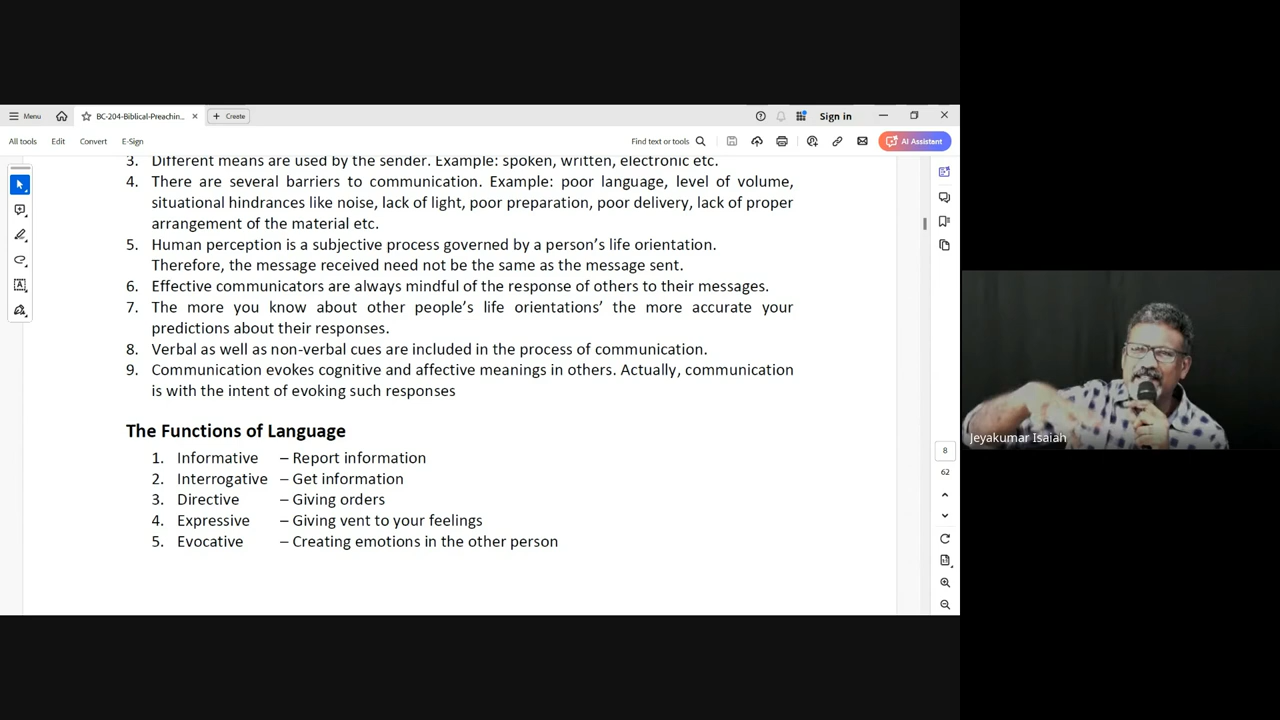 Menu
BC-204-Biblical-Preachin...
Create
Sign in
All tools Edit Convert E-Sign
Find text or tools
AI Assistant
3. Different means are used by the sender. Example: spoken, written, electronic etc.
4. There are several barriers to communication. Example: poor language, level of volume,
situational hindrances like noise, lack of light, poor preparation, poor delivery, lack of proper
arrangement of the material etc.
5. Human perception is a subjective process governed by a person’s life orientation.
Therefore, the message received need not be the same as the message sent.
6. Effective communicators are always mindful of the response of others to their messages.
7. The more you know about other people’s life orientations’ the more accurate your
predictions about their responses.
8. Verbal as well as non-verbal cues are included in the process of communication.
9. Communication evokes cognitive and affective meanings in others. Actually, communication
is with the intent of evoking such responses
The Functions of Language
1. Informative – Report information
2. Interrogative – Get information
3. Directive – Giving orders
4. Expressive – Giving vent to your feelings
5. Evocative – Creating emotions in the other person
8
62
Jeyakumar Isaiah